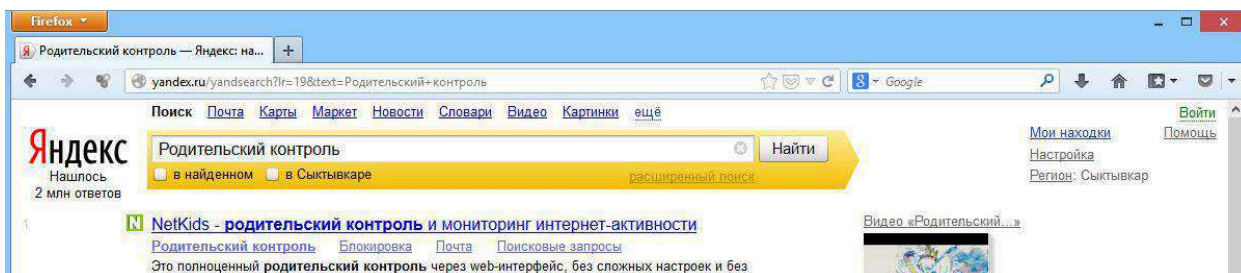 Firefox
Родительский контроль — Яндекс: на...
yandex.ru/yandsearch?lr=19&text=Родительский+контроль
Google
Поиск Почта Карты Маркет Новости Словари Видео Картинки ещё
Войти
Яндекс
Родительский контроль
Найти
Мои находки
Помощь
Нашлось
2 млн ответов
в найденном
в Сыктывкаре
расширенный поиск
Настройка
Регион: Сыктывкар
1
N
NetKids - родительский контроль и мониторинг интернет-активности
Видео «Родительский...»
Родительский контроль Блокировка Почта Поисковые запросы
Это полноценный родительский контроль через web-интерфейс, без сложных настроек и без